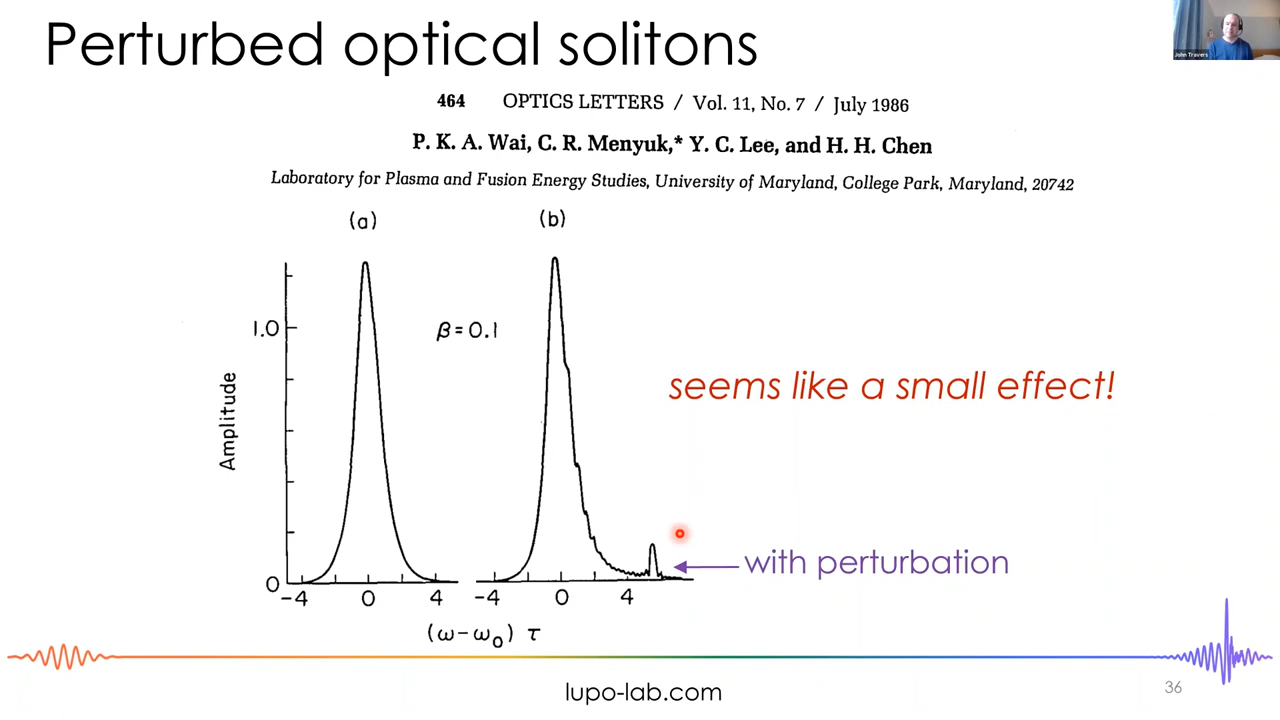 Perturbed optical solitons
John Travers
464 OPTICS LETTERS / Vol. 11, No. 7 / July 1986
P. K. A. Wai, C. R. Menyuk,* Y. C. Lee, and H. H. Chen
Laboratory for Plasma and Fusion Energy Studies, University of Maryland, College Park, Maryland, 20742
(a) (b)
1.0
β = 0.1
Amplitude
seems like a small effect!
with perturbation
0
-4 0 4 -4 0 4
(ω-ω₀) τ
lupo-lab.com
36